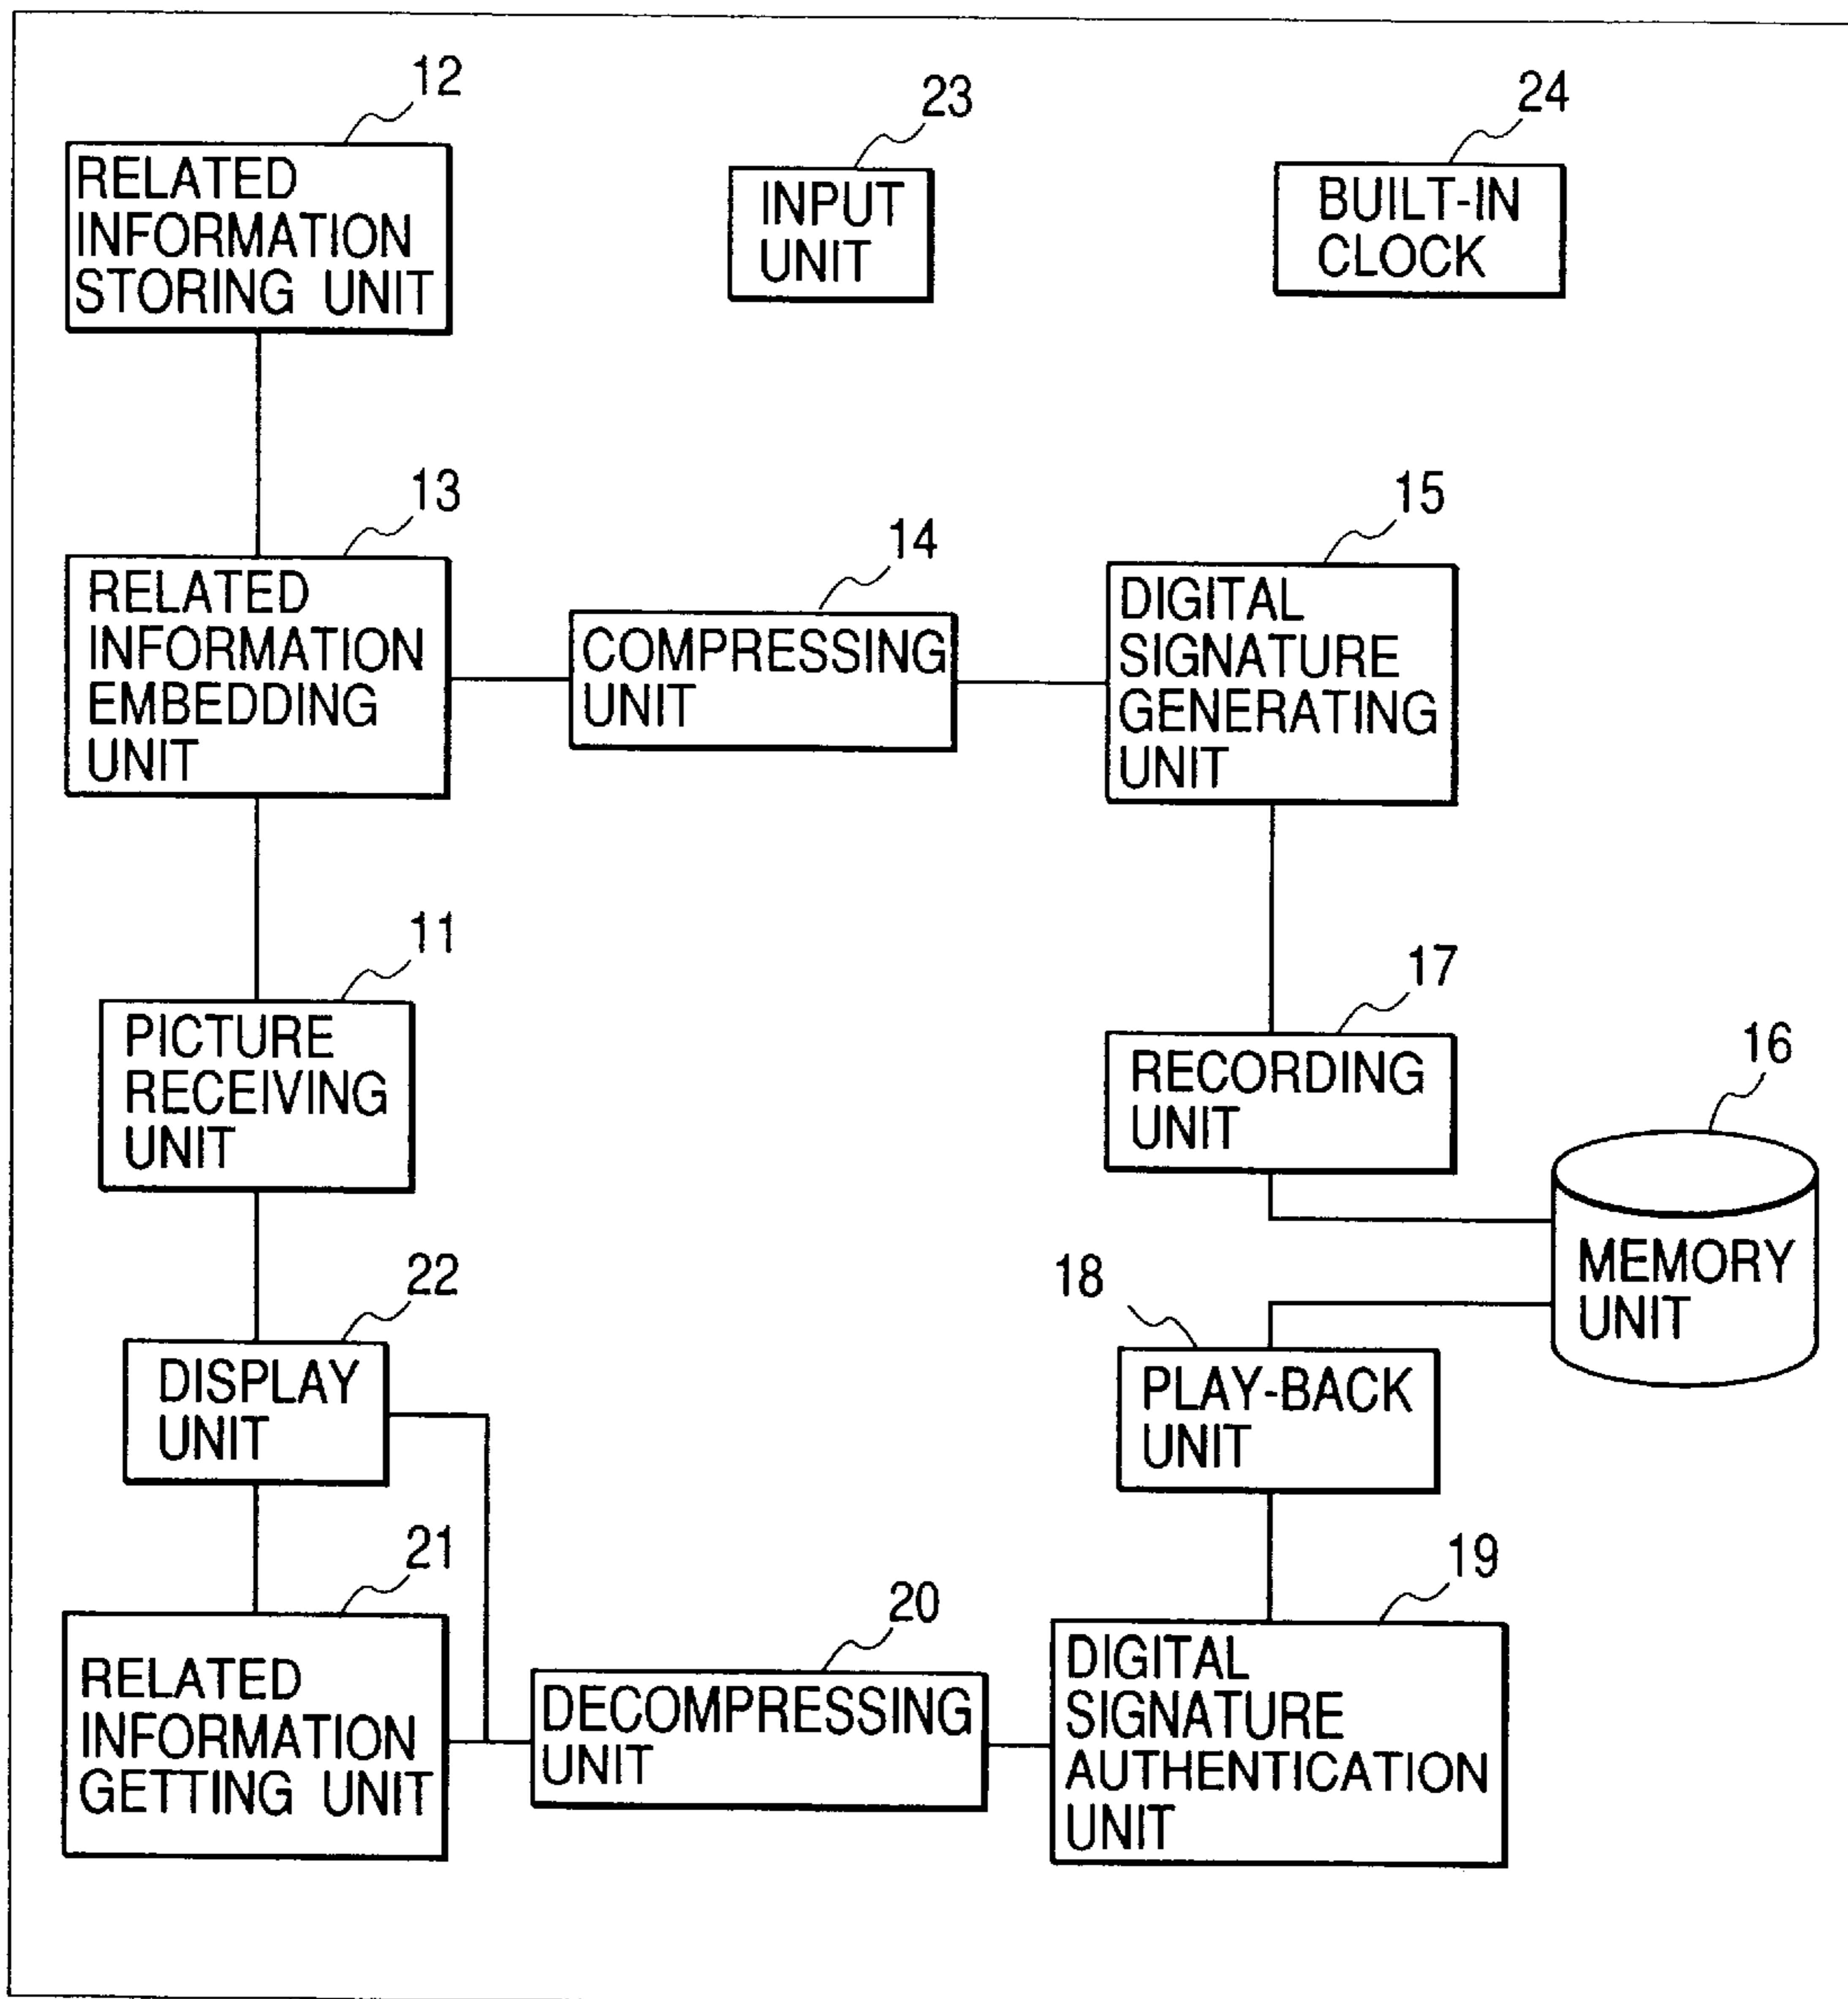 12
RELATED
INFORMATION
STORING UNIT
23
INPUT
UNIT
24
BUILT-IN
CLOCK
13
RELATED
INFORMATION
EMBEDDING
UNIT
14
COMPRESSING
UNIT
15
DIGITAL
SIGNATURE
GENERATING
UNIT
11
PICTURE
RECEIVING
UNIT
17
RECORDING
UNIT
16
MEMORY
UNIT
22
DISPLAY
UNIT
18
PLAY-BACK
UNIT
21
RELATED
INFORMATION
GETTING UNIT
20
DECOMPRESSING
UNIT
19
DIGITAL
SIGNATURE
AUTHENTICATION
UNIT